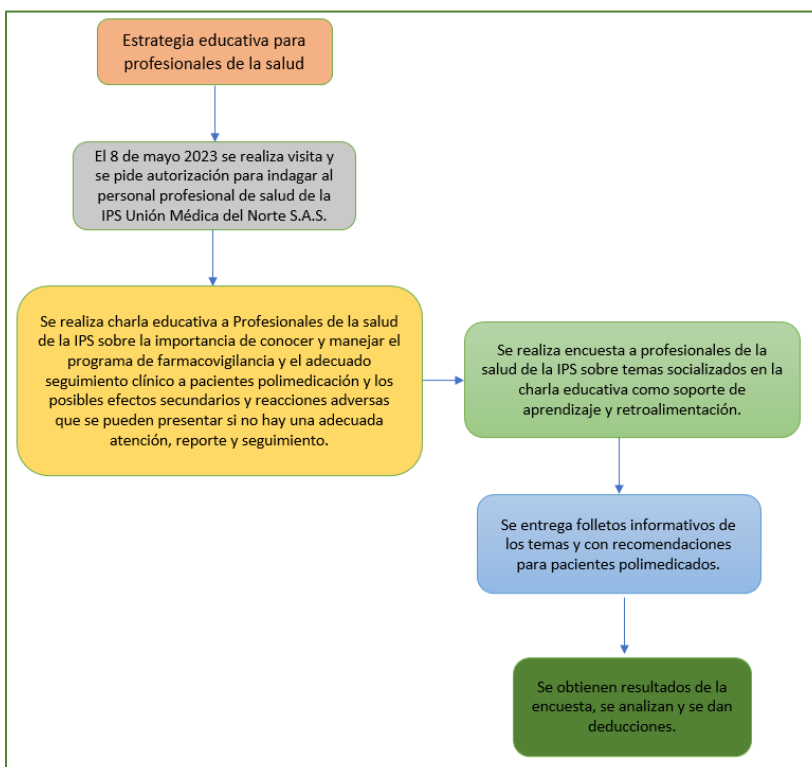 Estrategia educativa para
profesionales de la salud
El 8 de mayo 2023 se realiza visita y
se pide autorización para indagar al
personal profesional de salud de la
IPS Unión Médica del Norte S.A.S.
Se realiza charla educativa a Profesionales de la salud
de la IPS sobre la importancia de conocer y manejar el
programa de farmacovigilancia y el adecuado
seguimiento clínico a pacientes polimedicación y los
posibles efectos secundarios y reacciones adversas
que se pueden presentar si no hay una adecuada
atención, reporte y seguimiento.
Se realiza encuesta a profesionales de la
salud de la IPS sobre temas socializados en la
charla educativa como soporte de
aprendizaje y retroalimentación.
Se entrega folletos informativos de
los temas y con recomendaciones
para pacientes polimedicados.
Se obtienen resultados de la
encuesta, se analizan y se dan
deducciones.